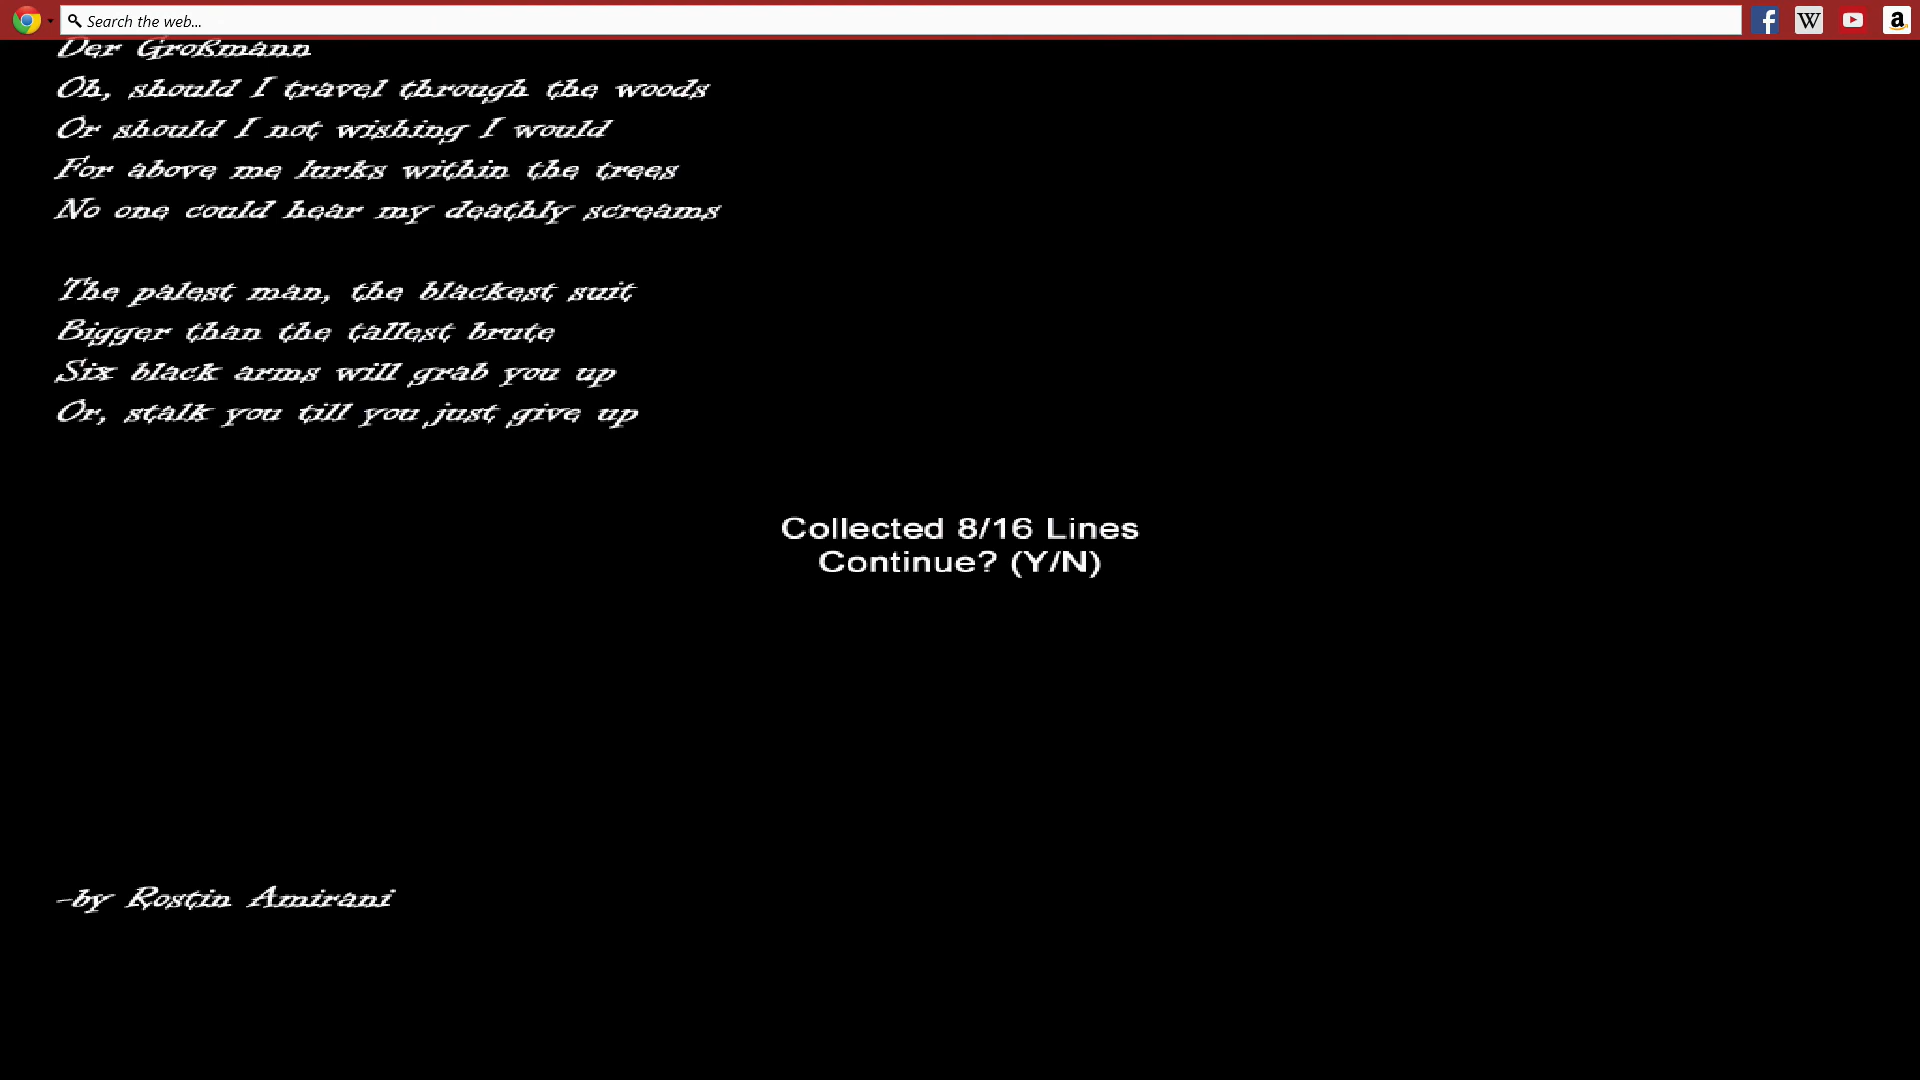 Search the web...
f W a
Der Großmann
Oh, should I travel through the woods
Or should I not wishing I would
For above me lurks within the trees
No one could hear my deathly screams
The palest man, the blackest suit
Bigger than the tallest brute
Six black arms will grab you up
Or, stalk you till you just give up
Collected 8/16 Lines
Continue? (Y/N)
-by Rostin Amirani